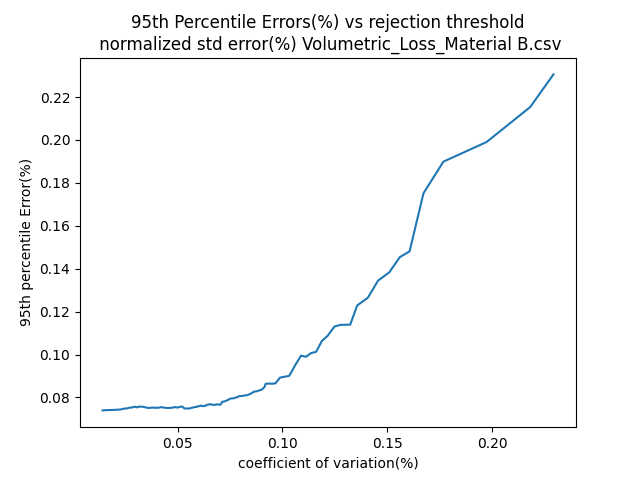 95th Percentile Errors(%) vs rejection threshold
normalized std error(%) Volumetric_Loss_Material B.csv
0.22
0.20
0.18
0.16
0.14
0.12
0.10
0.08
95th percentile Error(%)
0.05 0.10 0.15 0.20
coefficient of variation(%)